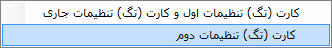 کارت (تگ) تنظیمات اول و کارت (تگ) تنظیمات جاری
کارت (تگ) تنظیمات دوم